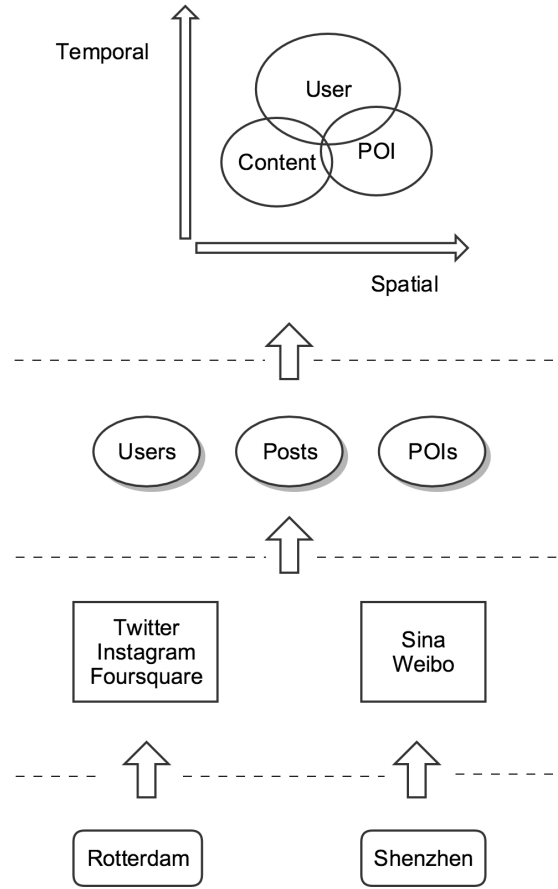 Temporal
User
Content
POI
Spatial
Users
Posts
POIs
Twitter
Instagram
Foursquare
Sina
Weibo
Rotterdam
Shenzhen